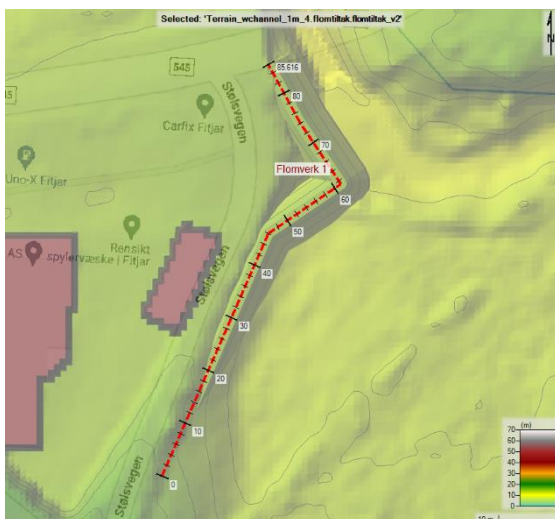 Selected: 'Terrain_wchannel_1m_4.flomtiltak.flomtiltak_v2'
N
545
85.616
80
Stølsvegen
Carfix Fitjar
70
Flomverk 1
Uno-X Fitjar
60
50
Rensikt
AS spylervæske i Fitjar
40
Stølsvegen
30
20
10
0
Stølsvegen
(m)
70
60
50
40
30
20
10
0